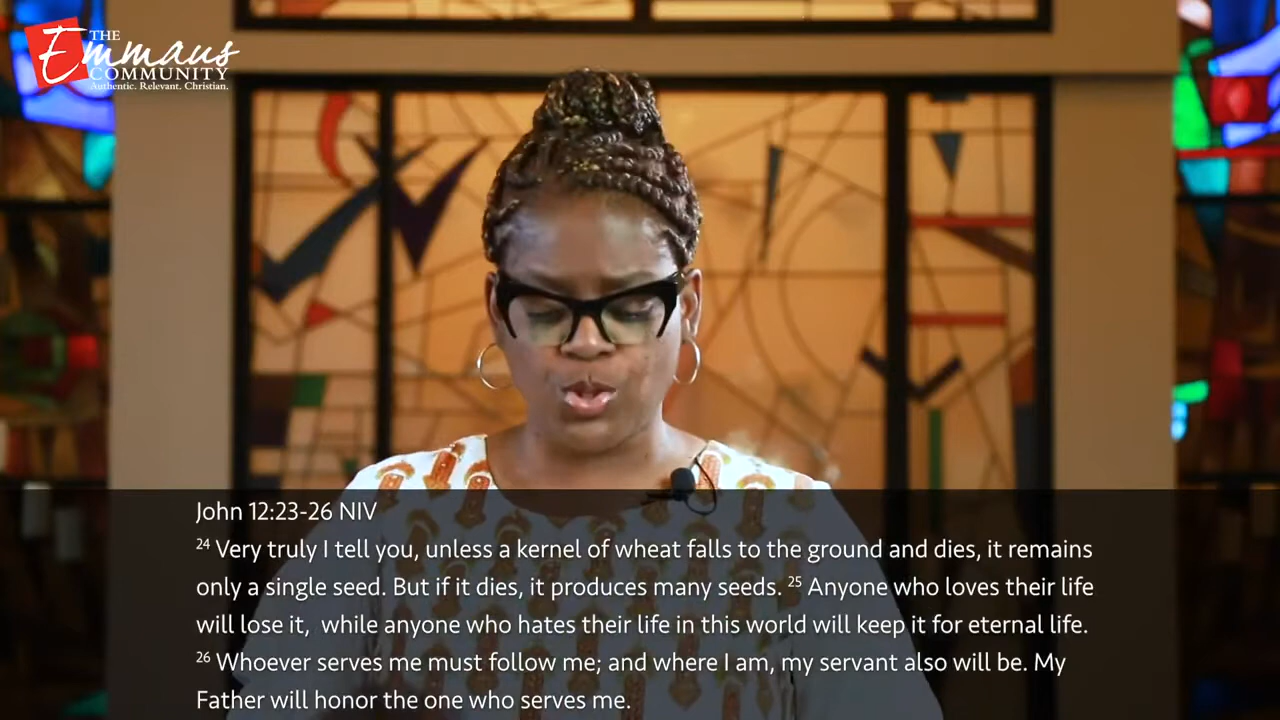 THE
Emmaus
COMMUNITY
Authentic. Relevant. Christian.
John 12:23-26 NIV
24 Very truly I tell you, unless a kernel of wheat falls to the ground and dies, it remains
only a single seed. But if it dies, it produces many seeds. 25 Anyone who loves their life
will lose it, while anyone who hates their life in this world will keep it for eternal life.
26 Whoever serves me must follow me; and where I am, my servant also will be. My
Father will honor the one who serves me.